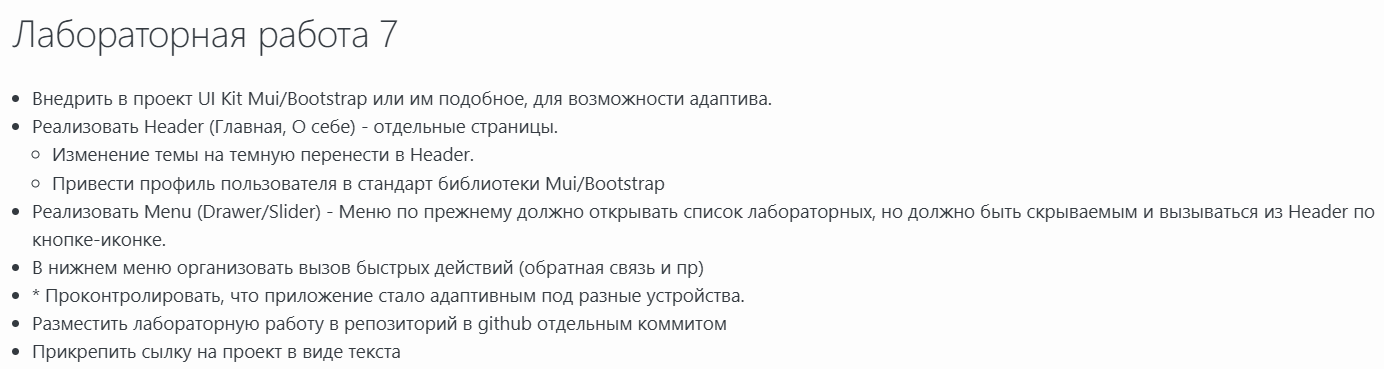 Лабораторная работа 7
• Внедрить в проект UI Kit Mui/Bootstrap или им подобное, для возможности адаптива.
• Реализовать Header (Главная, О себе) - отдельные страницы.
◦ Изменение темы на темную перенести в Header.
◦ Привести профиль пользователя в стандарт библиотеки Mui/Bootstrap
• Реализовать Menu (Drawer/Slider) - Меню по прежнему должно открывать список лабораторных, но должно быть скрываемым и вызываться из Header по
кнопке-иконке.
• В нижнем меню организовать вызов быстрых действий (обратная связь и пр)
• * Проконтролировать, что приложение стало адаптивным под разные устройства.
• Разместить лабораторную работу в репозиторий в github отдельным коммитом
• Прикрепить сылку на проект в виде текста